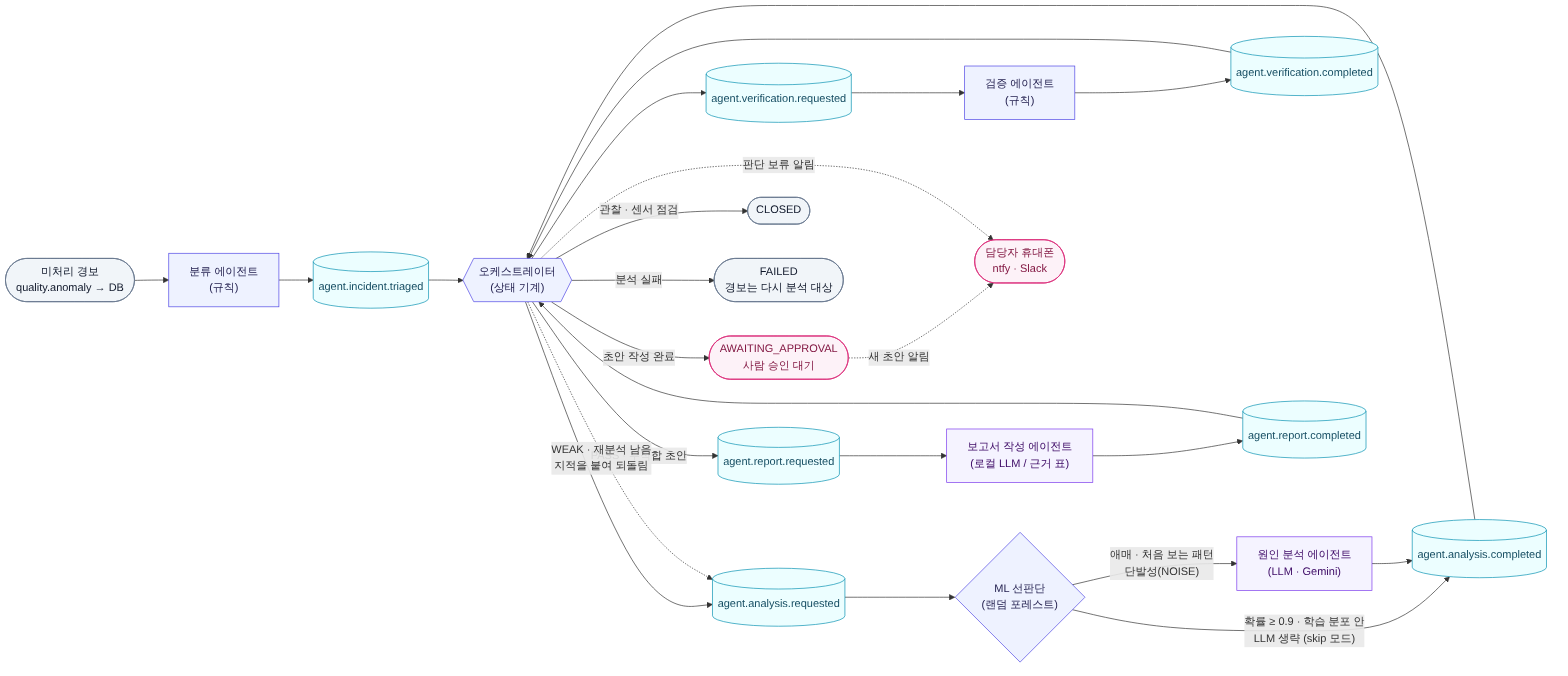 미처리 경보
quality.anomaly → DB
분류 에이전트
(규칙)
agent.incident.triaged
오케스트레이터
(상태 기계)
agent.verification.requested
검증 에이전트
(규칙)
agent.verification.completed
판단 보류 알림
관찰 · 센서 점검
CLOSED
담당자 휴대폰
ntfy · Slack
분석 실패
FAILED
경보는 다시 분석 대상
초안 작성 완료
AWAITING_APPROVAL
사람 승인 대기
새 초안 알림
WEAK · 재분석 남음
지적을 붙여 되돌림
합 초안
agent.report.requested
보고서 작성 에이전트
(로컬 LLM / 근거 표)
agent.report.completed
agent.analysis.requested
ML 선판단
(랜덤 포레스트)
애매 · 처음 보는 패턴
단발성(NOISE)
원인 분석 에이전트
(LLM · Gemini)
agent.analysis.completed
확률 ≥ 0.9 · 학습 분포 안
LLM 생략 (skip 모드)